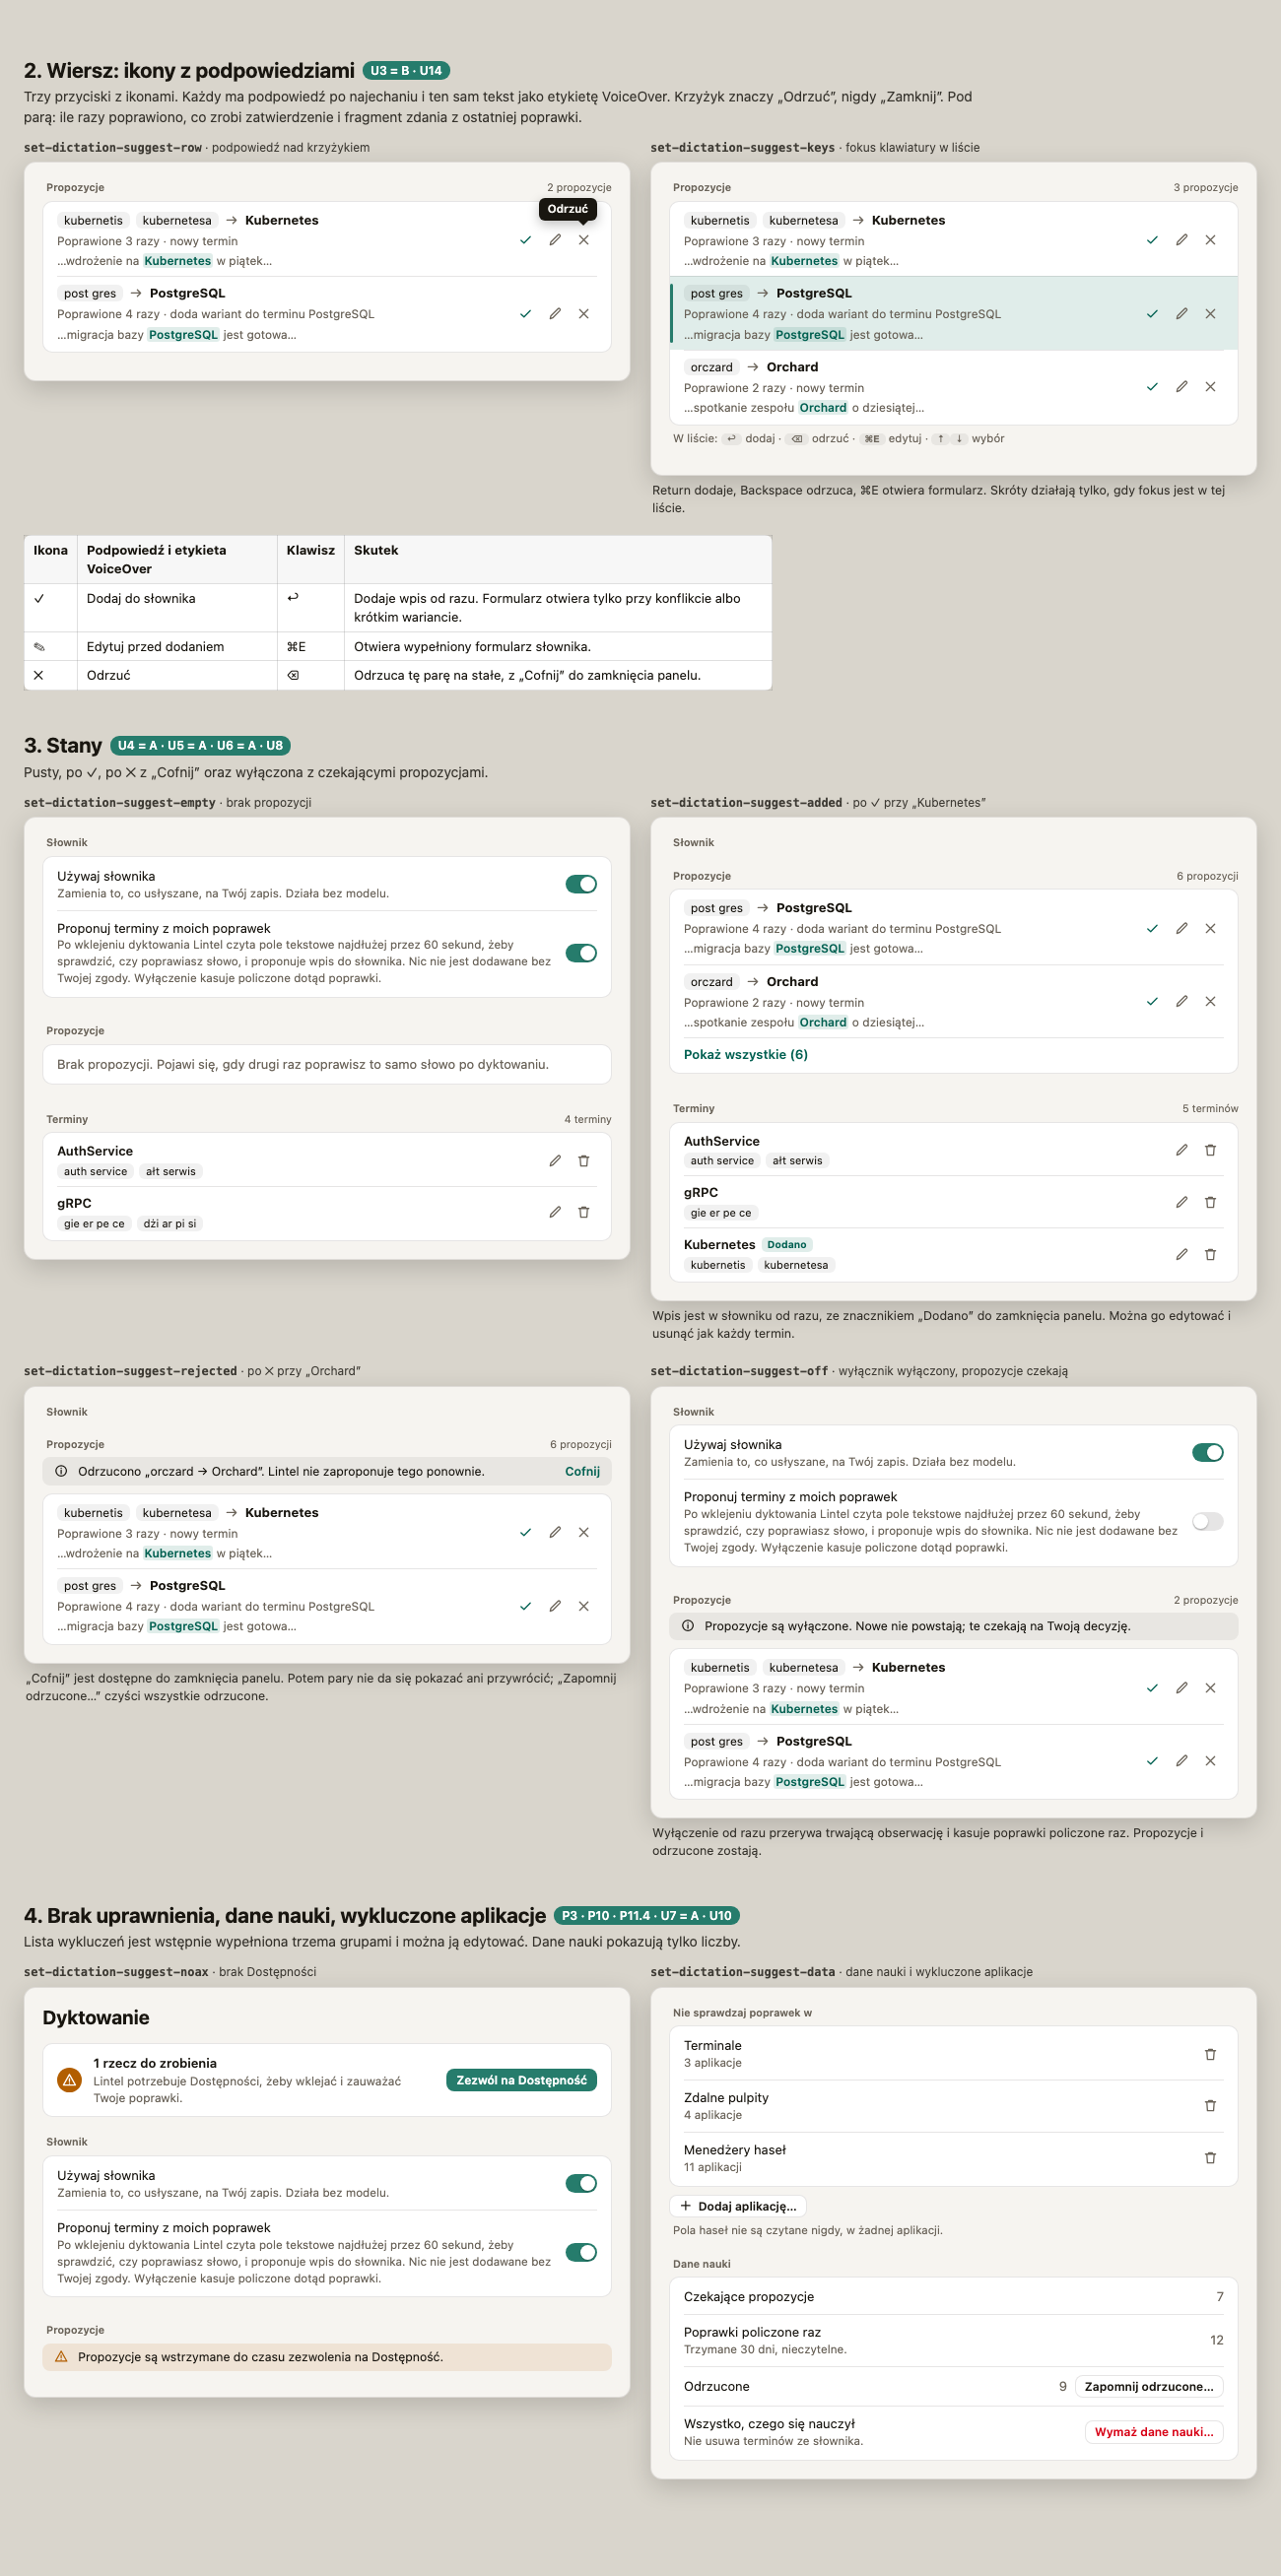 2. Wiersz: ikony z podpowiedziami U3 = B · U14
Trzy przyciski z ikonami. Każdy ma podpowiedź po najechaniu i ten sam tekst jako etykietę VoiceOver. Krzyżyk znaczy „Odrzuć”, nigdy „Zamknij”. Pod
parą: ile razy poprawiono, co zrobi zatwierdzenie i fragment zdania z ostatniej poprawki.
set-dictation-suggest-row · podpowiedź nad krzyżykiem
Propozycje 2 propozycje
Odrzuć
kubernetis kubernetesa → Kubernetes
Poprawione 3 razy · nowy termin
...wdrożenie na Kubernetes w piątek...
post gres → PostgreSQL
Poprawione 4 razy · doda wariant do terminu PostgreSQL
...migracja bazy PostgreSQL jest gotowa...
set-dictation-suggest-keys · fokus klawiatury w liście
Propozycje 3 propozycje
kubernetis kubernetesa → Kubernetes
Poprawione 3 razy · nowy termin
...wdrożenie na Kubernetes w piątek...
post gres → PostgreSQL
Poprawione 4 razy · doda wariant do terminu PostgreSQL
...migracja bazy PostgreSQL jest gotowa...
orczard → Orchard
Poprawione 2 razy · nowy termin
...spotkanie zespołu Orchard o dziesiątej...
W liście: ↩ dodaj · ⌫ odrzuć · ⌘E edytuj · ↑ ↓ wybór
Return dodaje, Backspace odrzuca, ⌘E otwiera formularz. Skróty działają tylko, gdy fokus jest w tej
liście.
Ikona Podpowiedź i etykieta Klawisz Skutek
VoiceOver
✓ Dodaj do słownika ↩ Dodaje wpis od razu. Formularz otwiera tylko przy konflikcie albo
krótkim wariancie.
✎ Edytuj przed dodaniem ⌘E Otwiera wypełniony formularz słownika.
✕ Odrzuć ⌫ Odrzuca tę parę na stałe, z „Cofnij” do zamknięcia panelu.
3. Stany U4 = A · U5 = A · U6 = A · U8
Pusty, po ✓, po ✕ z „Cofnij” oraz wyłączona z czekającymi propozycjami.
set-dictation-suggest-empty · brak propozycji
Słownik
Używaj słownika
Zamienia to, co usłyszane, na Twój zapis. Działa bez modelu.
Proponuj terminy z moich poprawek
Po wklejeniu dyktowania Lintel czyta pole tekstowe najdłużej przez 60 sekund, żeby
sprawdzić, czy poprawiasz słowo, i proponuje wpis do słownika. Nic nie jest dodawane bez
Twojej zgody. Wyłączenie kasuje policzone dotąd poprawki.
Propozycje
Brak propozycji. Pojawi się, gdy drugi raz poprawisz to samo słowo po dyktowaniu.
Terminy 4 terminy
AuthService
auth service ałt serwis
gRPC
gie er pe ce dżi ar pi si
set-dictation-suggest-added · po ✓ przy „Kubernetes”
Słownik
Propozycje 6 propozycji
post gres → PostgreSQL
Poprawione 4 razy · doda wariant do terminu PostgreSQL
...migracja bazy PostgreSQL jest gotowa...
orczard → Orchard
Poprawione 2 razy · nowy termin
...spotkanie zespołu Orchard o dziesiątej...
Pokaż wszystkie (6)
Terminy 5 terminów
AuthService
auth service ałt serwis
gRPC
gie er pe ce
Kubernetes Dodano
kubernetis kubernetesa
Wpis jest w słowniku od razu, ze znacznikiem „Dodano” do zamknięcia panelu. Można go edytować i
usunąć jak każdy termin.
set-dictation-suggest-rejected · po ✕ przy „Orchard”
Słownik
Propozycje 6 propozycji
Odrzucono „orczard → Orchard”. Lintel nie zaproponuje tego ponownie. Cofnij
kubernetis kubernetesa → Kubernetes
Poprawione 3 razy · nowy termin
...wdrożenie na Kubernetes w piątek...
post gres → PostgreSQL
Poprawione 4 razy · doda wariant do terminu PostgreSQL
...migracja bazy PostgreSQL jest gotowa...
„Cofnij” jest dostępne do zamknięcia panelu. Potem pary nie da się pokazać ani przywrócić; „Zapomnij
odrzucone...” czyści wszystkie odrzucone.
set-dictation-suggest-off · wyłącznik wyłączony, propozycje czekają
Słownik
Używaj słownika
Zamienia to, co usłyszane, na Twój zapis. Działa bez modelu.
Proponuj terminy z moich poprawek
Po wklejeniu dyktowania Lintel czyta pole tekstowe najdłużej przez 60 sekund, żeby
sprawdzić, czy poprawiasz słowo, i proponuje wpis do słownika. Nic nie jest dodawane bez
Twojej zgody. Wyłączenie kasuje policzone dotąd poprawki.
Propozycje 2 propozycje
Propozycje są wyłączone. Nowe nie powstają; te czekają na Twoją decyzję.
kubernetis kubernetesa → Kubernetes
Poprawione 3 razy · nowy termin
...wdrożenie na Kubernetes w piątek...
post gres → PostgreSQL
Poprawione 4 razy · doda wariant do terminu PostgreSQL
...migracja bazy PostgreSQL jest gotowa...
Wyłączenie od razu przerywa trwającą obserwację i kasuje poprawki policzone raz. Propozycje i
odrzucone zostają.
4. Brak uprawnienia, dane nauki, wykluczone aplikacje P3 · P10 · P11.4 · U7 = A · U10
Lista wykluczeń jest wstępnie wypełniona trzema grupami i można ją edytować. Dane nauki pokazują tylko liczby.
set-dictation-suggest-noax · brak Dostępności
Dyktowanie
1 rzecz do zrobienia
Lintel potrzebuje Dostępności, żeby wklejać i zauważać
Twoje poprawki.
Zezwól na Dostępność
Słownik
Używaj słownika
Zamienia to, co usłyszane, na Twój zapis. Działa bez modelu.
Proponuj terminy z moich poprawek
Po wklejeniu dyktowania Lintel czyta pole tekstowe najdłużej przez 60 sekund, żeby
sprawdzić, czy poprawiasz słowo, i proponuje wpis do słownika. Nic nie jest dodawane bez
Twojej zgody. Wyłączenie kasuje policzone dotąd poprawki.
Propozycje
Propozycje są wstrzymane do czasu zezwolenia na Dostępność.
set-dictation-suggest-data · dane nauki i wykluczone aplikacje
Nie sprawdzaj poprawek w
Terminale
3 aplikacje
Zdalne pulpity
4 aplikacje
Menedżery haseł
11 aplikacji
+ Dodaj aplikację...
Pola haseł nie są czytane nigdy, w żadnej aplikacji.
Dane nauki
Czekające propozycje 7
Poprawki policzone raz 12
Trzymane 30 dni, nieczytelne.
Odrzucone 9 Zapomnij odrzucone...
Wszystko, czego się nauczył Wymaż dane nauki...
Nie usuwa terminów ze słownika.